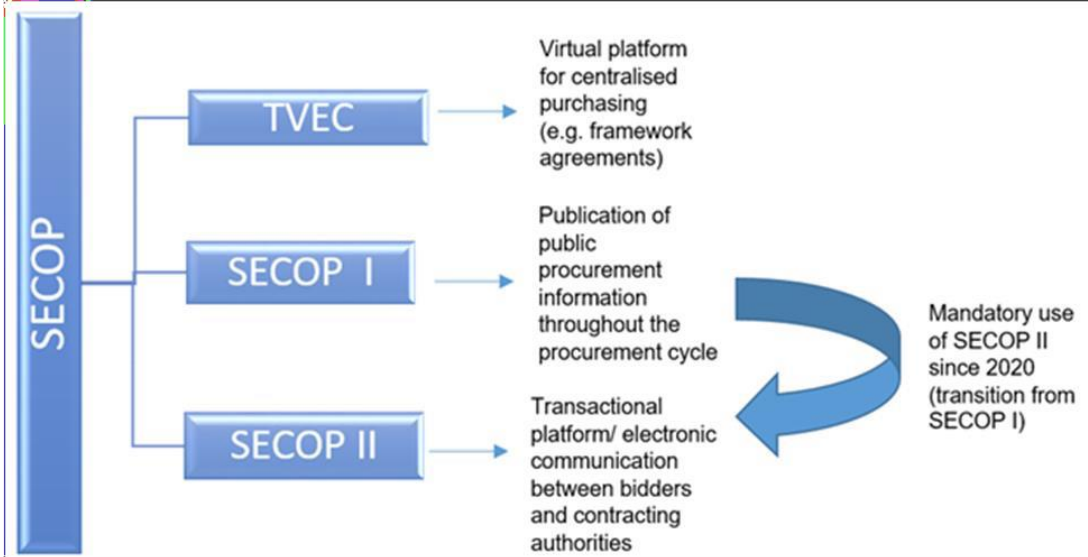 SECOP
TVEC
Virtual platform
for centralised
purchasing
(e.g. framework
agreements)
SECOP I
Publication of
public
procurement
information
throughout the
procurement cycle
SECOP II
Transactional
platform/ electronic
communication
between bidders
and contracting
authorities
Mandatory use
of SECOP II
since 2020
(transition from
SECOP I)